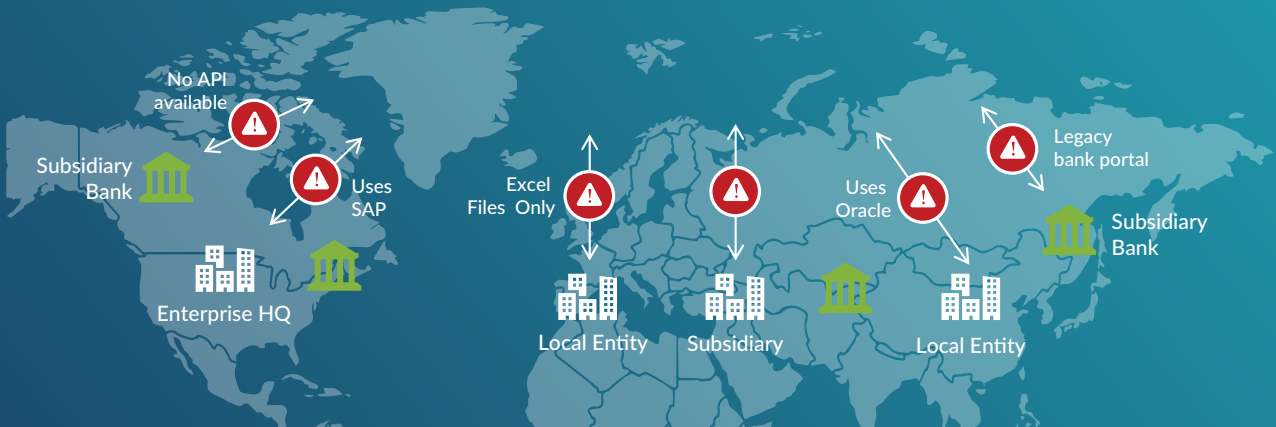 No API
available
Subsidiary
Bank
Uses
SAP
Enterprise HQ
Excel
Files Only
Local Entity
Subsidiary
Uses
Oracle
Local Entity
Legacy
bank portal
Subsidiary
Bank